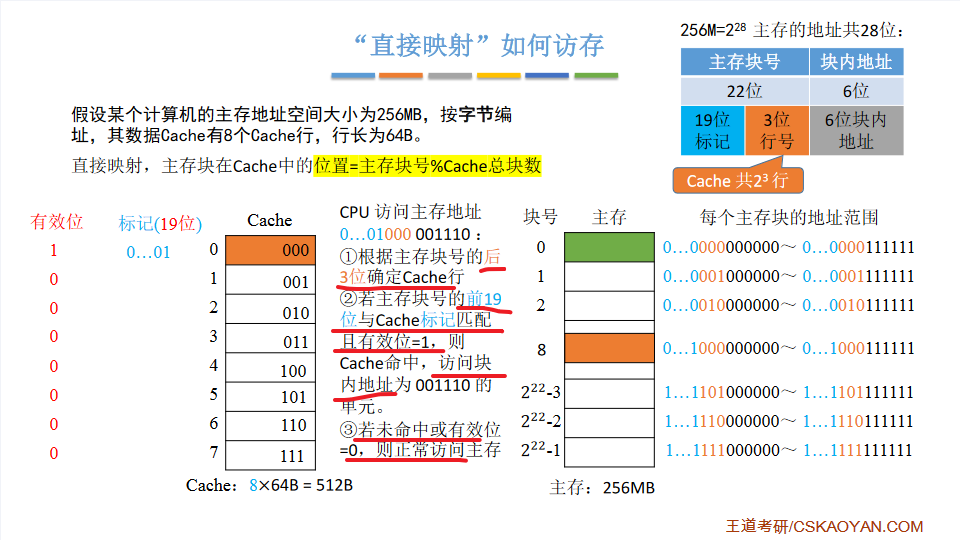 “直接映射”如何访存
256M=2²⁸ 主存的地址共28位：
主存块号 块内地址
22位 6位
19位标记 3位行号 6位块内地址
Cache 共2³ 行
假设某个计算机的主存地址空间大小为256MB，按字节编
址，其数据Cache有8个Cache行，行长为64B。
直接映射，主存块在Cache中的位置=主存块号%Cache总块数
有效位 标记(19位) Cache
1 0…01 0 000
0 1 001
0 2 010
0 3 011
0 4 100
0 5 101
0 6 110
0 7 111
Cache：8×64B = 512B
CPU 访问主存地址
0…01000 001110：
①根据主存块号的后
3位确定Cache行
②若主存块号的前19
位与Cache标记匹配
且有效位=1，则
Cache命中，访问块
内地址为 001110 的
单元。
③若未命中或有效位
=0，则正常访问主存
块号 主存 每个主存块的地址范围
0 0…0000000000～ 0…0000111111
1 0…0001000000～ 0…0001111111
2 0…0010000000～ 0…0010111111
8 0…1000000000～ 0…1000111111
2²²-3 1…1101000000～ 1…1101111111
2²²-2 1…1110000000～ 1…1110111111
2²²-1 1…1111000000～ 1…1111111111
主存：256MB
王道考研/CSKAOYAN.COM